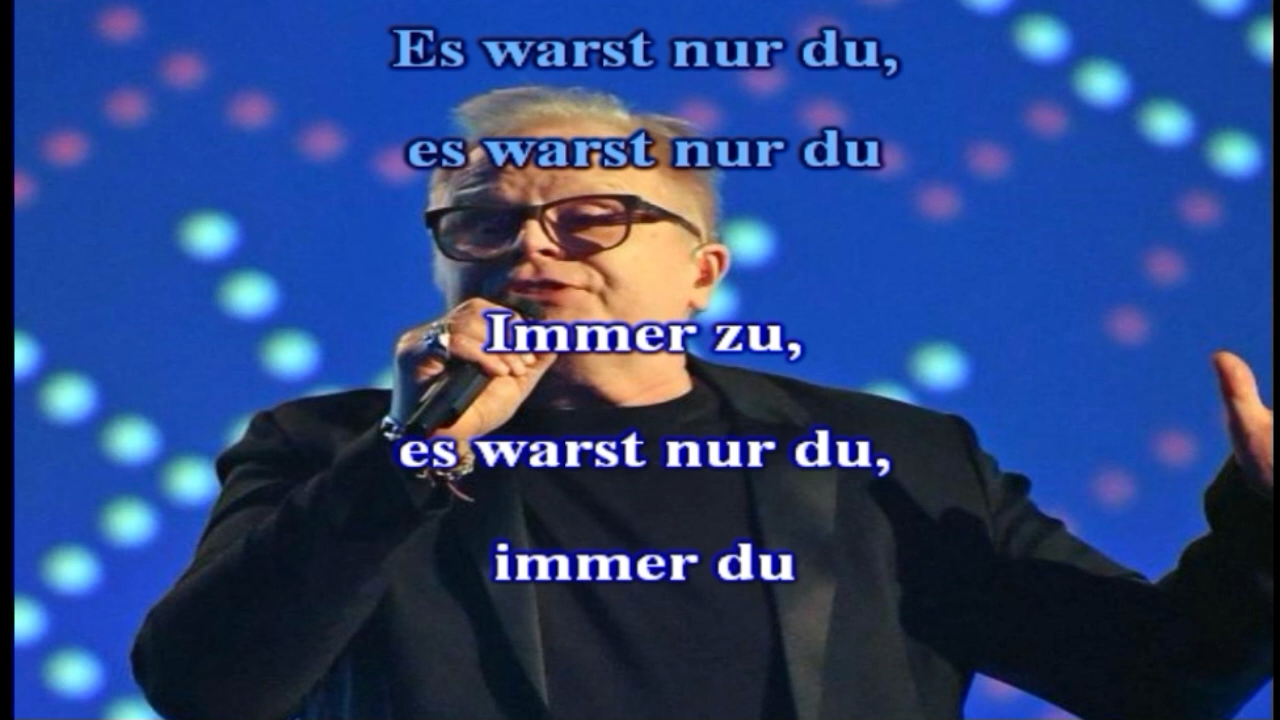 Es warst nur du,
es warst nur du
Immer zu,
es warst nur du,
immer du